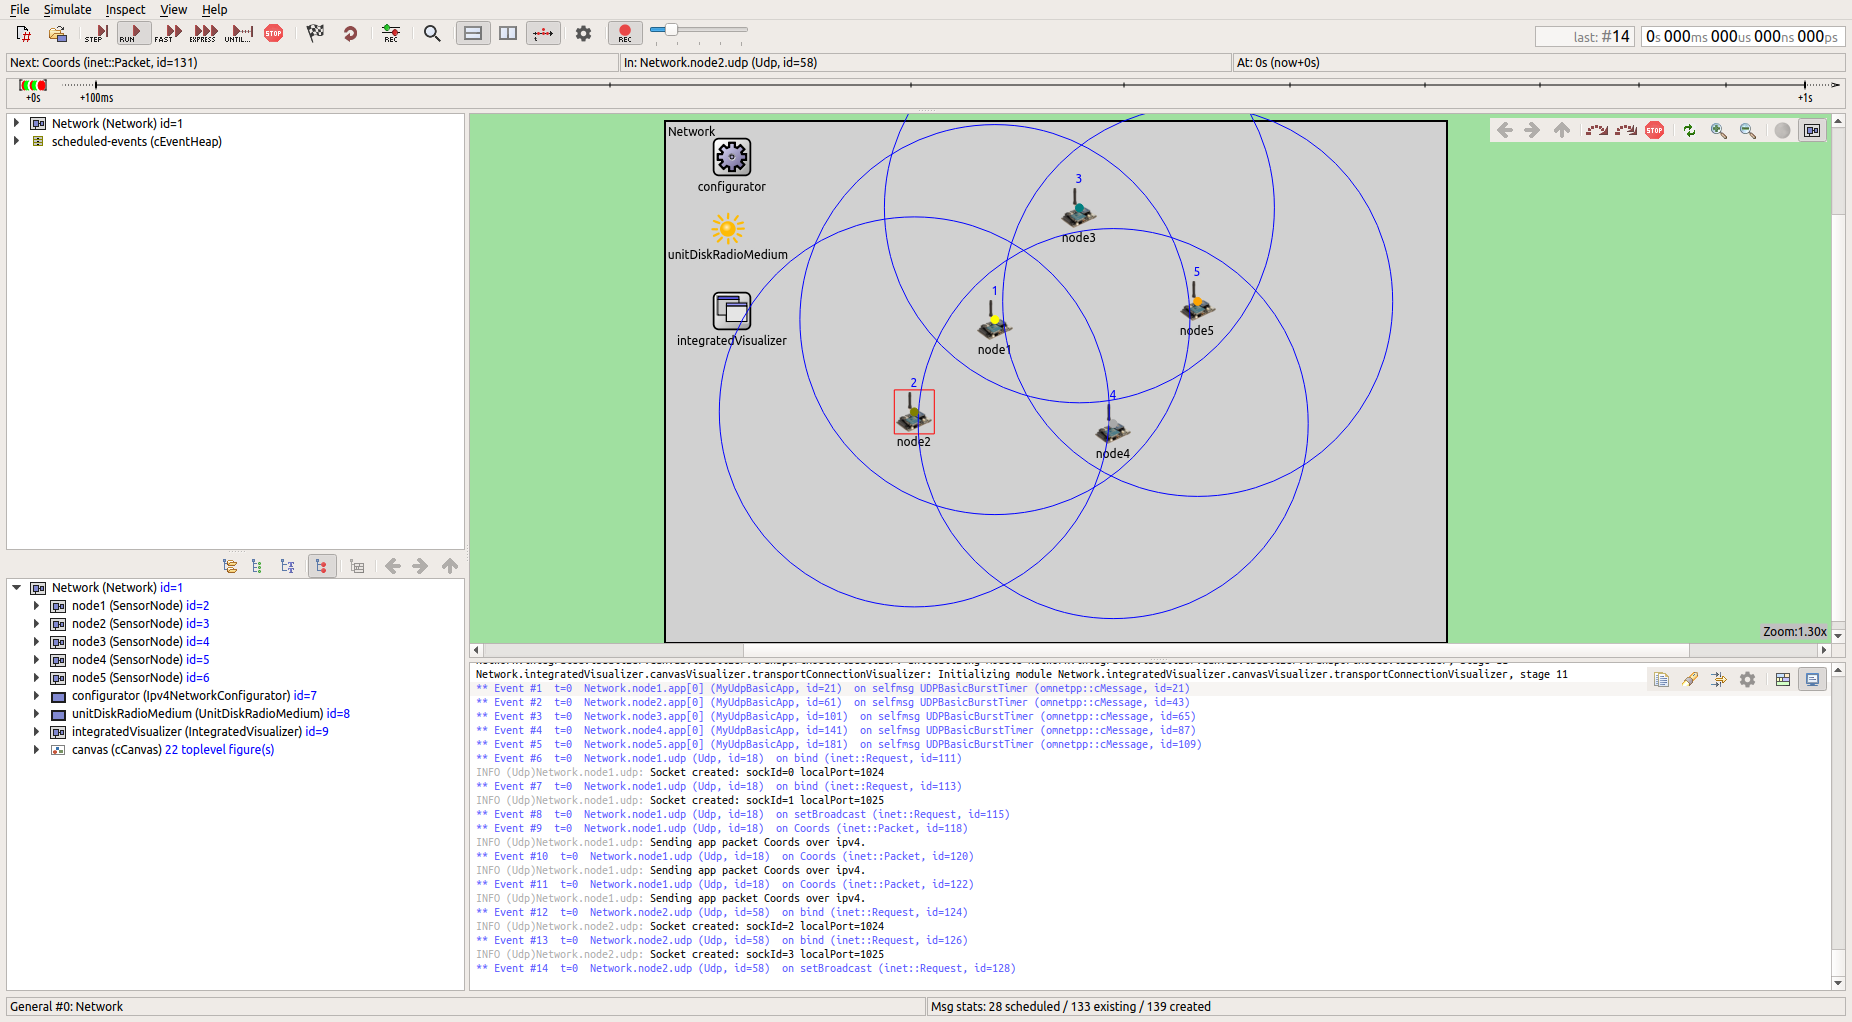 File Simulate Inspect View Help
STEP RUN FAST EXPRESS UNTIL... STOP REC REC
last: #14 0s 000ms 000us 000ns 000ps
Next: Coords (inet::Packet, id=131) In: Network.node2.udp (Udp, id=58) At: 0s (now+0s)
+0s +100ms +1s
Network (Network) id=1
scheduled-events (cEventHeap)
Network
configurator
unitDiskRadioMedium
integratedVisualizer
3
node3
5
node5
1
node1
2
node2
4
node4
STOP
Zoom:1.30x
Network (Network) id=1
node1 (SensorNode) id=2
node2 (SensorNode) id=3
node3 (SensorNode) id=4
node4 (SensorNode) id=5
node5 (SensorNode) id=6
configurator (Ipv4NetworkConfigurator) id=7
unitDiskRadioMedium (UnitDiskRadioMedium) id=8
integratedVisualizer (IntegratedVisualizer) id=9
canvas (cCanvas) 22 toplevel figure(s)
Network.integratedVisualizer.canvasVisualizer.transportConnectionVisualizer: Initializing module Network.integratedVisualizer.canvasVisualizer.transportConnectionVisualizer, stage 11
** Event #1 t=0 Network.node1.app[0] (MyUdpBasicApp, id=21) on selfmsg UDPBasicBurstTimer (omnetpp::cMessage, id=21)
** Event #2 t=0 Network.node2.app[0] (MyUdpBasicApp, id=61) on selfmsg UDPBasicBurstTimer (omnetpp::cMessage, id=43)
** Event #3 t=0 Network.node3.app[0] (MyUdpBasicApp, id=101) on selfmsg UDPBasicBurstTimer (omnetpp::cMessage, id=65)
** Event #4 t=0 Network.node4.app[0] (MyUdpBasicApp, id=141) on selfmsg UDPBasicBurstTimer (omnetpp::cMessage, id=87)
** Event #5 t=0 Network.node5.app[0] (MyUdpBasicApp, id=181) on selfmsg UDPBasicBurstTimer (omnetpp::cMessage, id=109)
** Event #6 t=0 Network.node1.udp (Udp, id=18) on bind (inet::Request, id=111)
INFO (Udp)Network.node1.udp: Socket created: sockId=0 localPort=1024
** Event #7 t=0 Network.node1.udp (Udp, id=18) on bind (inet::Request, id=113)
INFO (Udp)Network.node1.udp: Socket created: sockId=1 localPort=1025
** Event #8 t=0 Network.node1.udp (Udp, id=18) on setBroadcast (inet::Request, id=115)
** Event #9 t=0 Network.node1.udp (Udp, id=18) on Coords (inet::Packet, id=118)
INFO (Udp)Network.node1.udp: Sending app packet Coords over ipv4.
** Event #10 t=0 Network.node1.udp (Udp, id=18) on Coords (inet::Packet, id=120)
INFO (Udp)Network.node1.udp: Sending app packet Coords over ipv4.
** Event #11 t=0 Network.node1.udp (Udp, id=18) on Coords (inet::Packet, id=122)
INFO (Udp)Network.node1.udp: Sending app packet Coords over ipv4.
** Event #12 t=0 Network.node2.udp (Udp, id=58) on bind (inet::Request, id=124)
INFO (Udp)Network.node2.udp: Socket created: sockId=2 localPort=1024
** Event #13 t=0 Network.node2.udp (Udp, id=58) on bind (inet::Request, id=126)
INFO (Udp)Network.node2.udp: Socket created: sockId=3 localPort=1025
** Event #14 t=0 Network.node2.udp (Udp, id=58) on setBroadcast (inet::Request, id=128)
General #0: Network Msg stats: 28 scheduled / 133 existing / 139 created